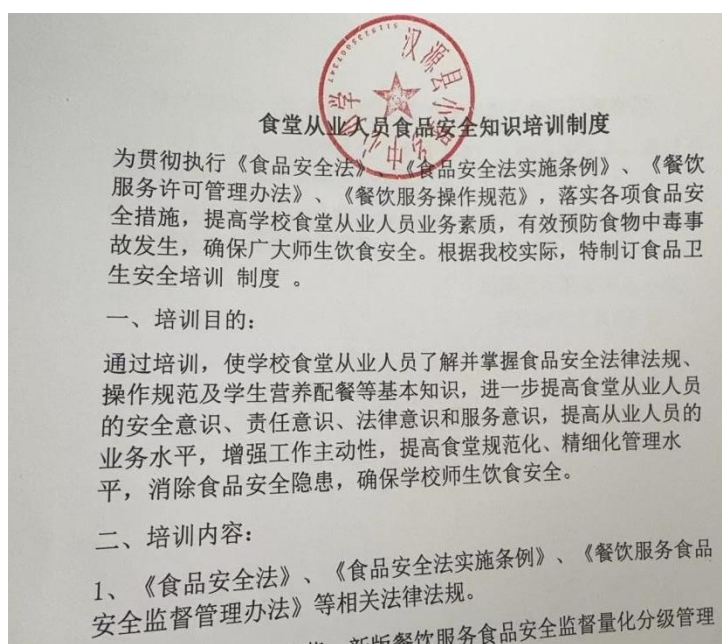 食堂从业人员食品安全知识培训制度
为贯彻执行《食品安全法》、《食品安全法实施条例》、《餐饮
服务许可管理办法》、《餐饮服务操作规范》，落实各项食品安
全措施，提高学校食堂从业人员业务素质，有效预防食物中毒事
故发生，确保广大师生饮食安全。根据我校实际，特制订食品卫
生安全培训 制度 。
一、培训目的：
通过培训，使学校食堂从业人员了解并掌握食品安全法律法规、
操作规范及学生营养配餐等基本知识，进一步提高食堂从业人员
的安全意识、责任意识、法律意识和服务意识，提高从业人员的
业务水平，增强工作主动性，提高食堂规范化、精细化管理水
平，消除食品安全隐患，确保学校师生饮食安全。
二、培训内容：
1、《食品安全法》、《食品安全法实施条例》、《餐饮服务食品
安全监督管理办法》等相关法律法规。
新版餐饮服务食品安全监督量化分级管理